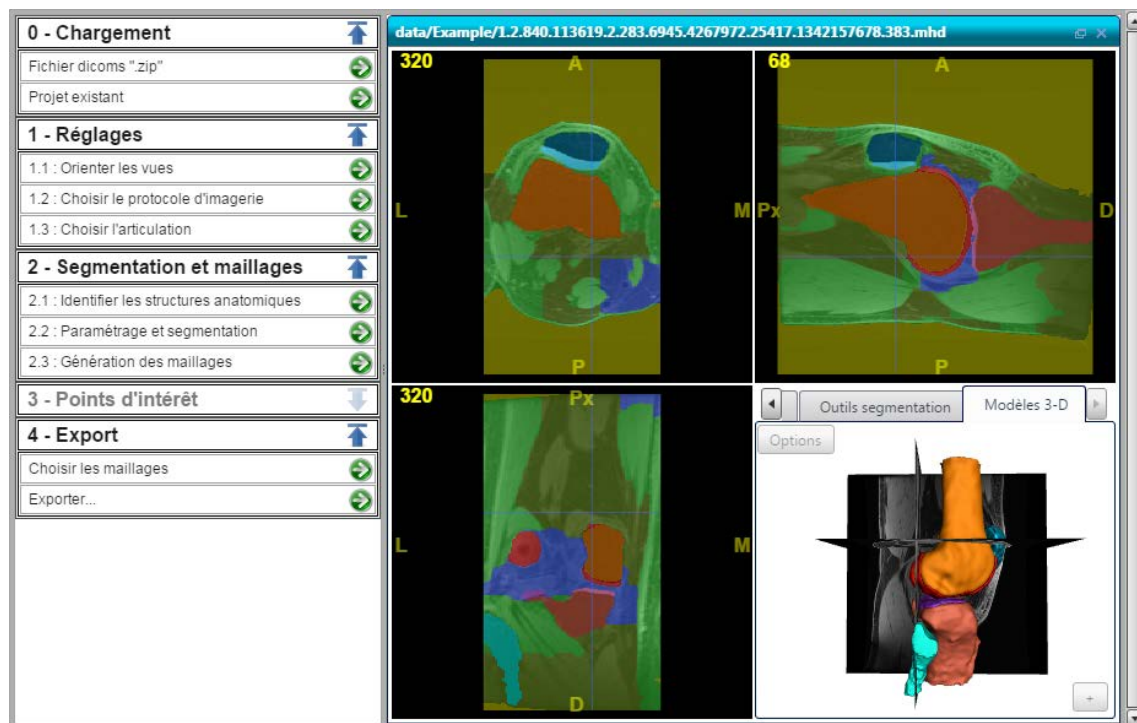 0 - Chargement
Fichier dicoms ".zip"
Projet existant
1 - Réglages
1.1 : Orienter les vues
1.2 : Choisir le protocole d'imagerie
1.3 : Choisir l'articulation
2 - Segmentation et maillages
2.1 : Identifier les structures anatomiques
2.2 : Paramétrage et segmentation
2.3 : Génération des maillages
3 - Points d'intérêt
4 - Export
Choisir les maillages
Exporter...
data/Example/1.2.840.113619.2.283.6945.4267972.25417.1342157678.383.mhd
320
A
L
M
P
68
A
Px
D
P
320
Px
L
M
D
Outils segmentation
Modèles 3-D
Options
+